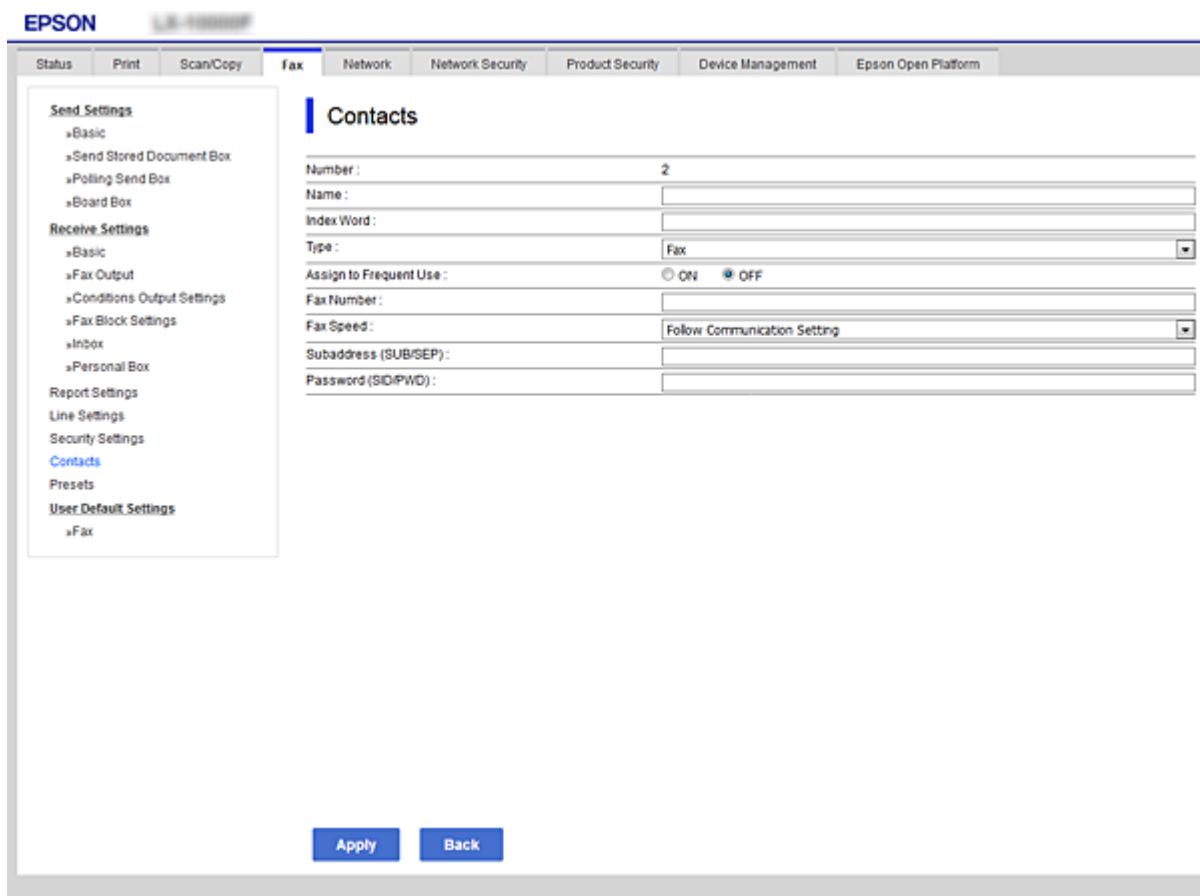 EPSON
Status Print Scan/Copy Fax Network Network Security Product Security Device Management Epson Open Platform
Send Settings
»Basic
»Send Stored Document Box
»Polling Send Box
»Board Box
Receive Settings
»Basic
»Fax Output
»Conditions Output Settings
»Fax Block Settings
»Inbox
»Personal Box
Report Settings
Line Settings
Security Settings
Contacts
Presets
User Default Settings
»Fax
Contacts
Number : 2
Name :
Index Word :
Type : Fax
Assign to Frequent Use : ON OFF
Fax Number :
Fax Speed : Follow Communication Setting
Subaddress (SUB/SEP) :
Password (SID/PWD) :
Apply Back